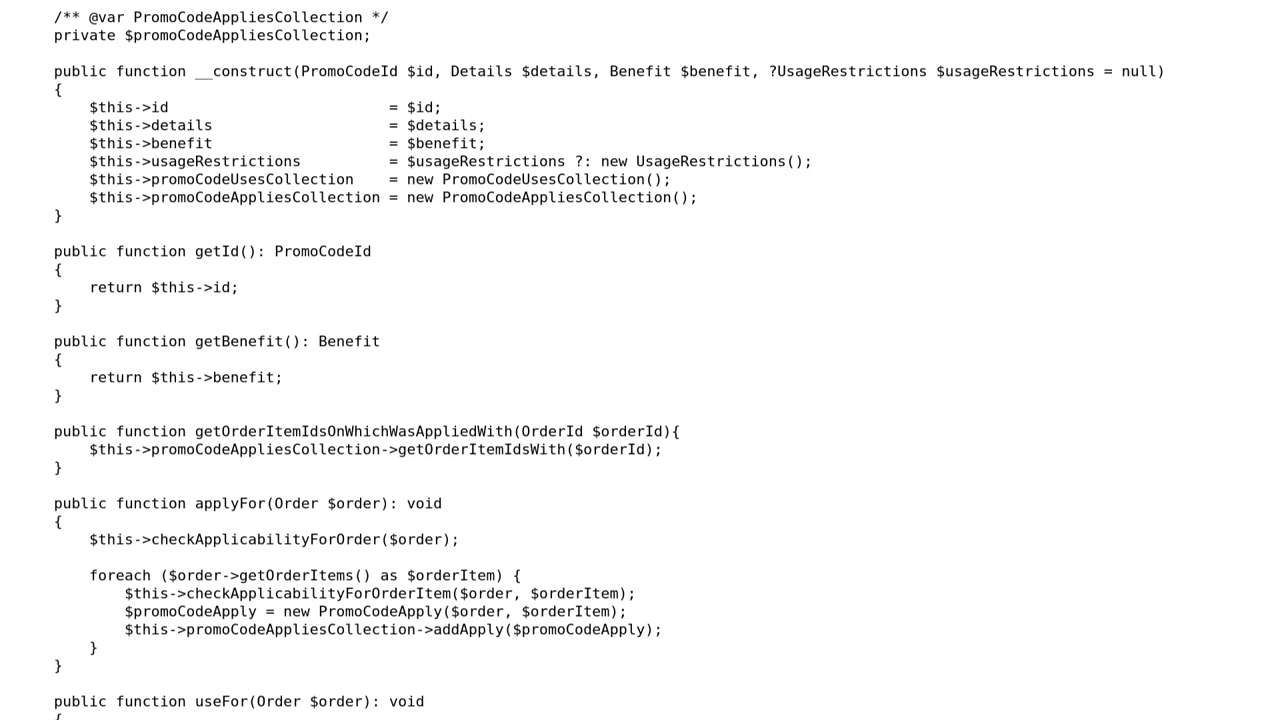 /** @var PromoCodeAppliesCollection */
private $promoCodeAppliesCollection;
public function __construct(PromoCodeId $id, Details $details, Benefit $benefit, ?UsageRestrictions $usageRestrictions = null)
{
$this->id = $id;
$this->details = $details;
$this->benefit = $benefit;
$this->usageRestrictions = $usageRestrictions ?: new UsageRestrictions();
$this->promoCodeUsesCollection = new PromoCodeUsesCollection();
$this->promoCodeAppliesCollection = new PromoCodeAppliesCollection();
}
public function getId(): PromoCodeId
{
return $this->id;
}
public function getBenefit(): Benefit
{
return $this->benefit;
}
public function getOrderItemIdsOnWhichWasAppliedWith(OrderId $orderId){
$this->promoCodeAppliesCollection->getOrderItemIdsWith($orderId);
}
public function applyFor(Order $order): void
{
$this->checkApplicabilityForOrder($order);
foreach ($order->getOrderItems() as $orderItem) {
$this->checkApplicabilityForOrderItem($order, $orderItem);
$promoCodeApply = new PromoCodeApply($order, $orderItem);
$this->promoCodeAppliesCollection->addApply($promoCodeApply);
}
}
public function useFor(Order $order): void
{